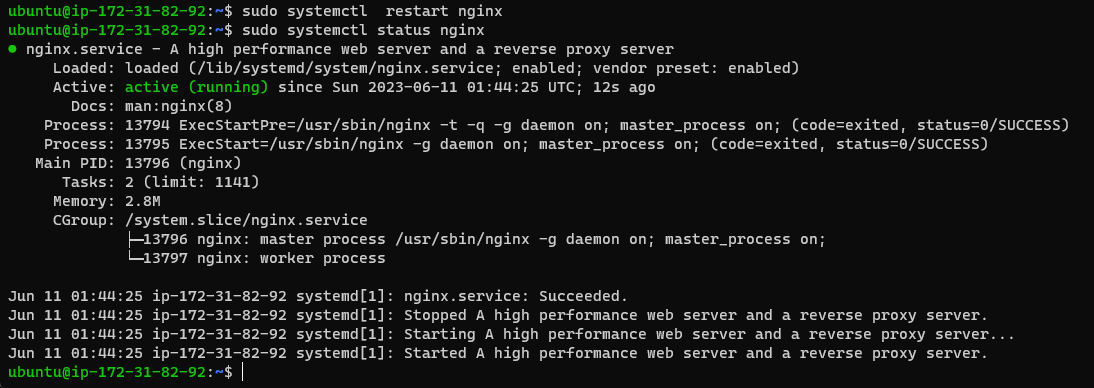 ubuntu@ip-172-31-82-92:~$ sudo systemctl  restart nginx
ubuntu@ip-172-31-82-92:~$ sudo systemctl status nginx
● nginx.service - A high performance web server and a reverse proxy server
     Loaded: loaded (/lib/systemd/system/nginx.service; enabled; vendor preset: enabled)
     Active: active (running) since Sun 2023-06-11 01:44:25 UTC; 12s ago
       Docs: man:nginx(8)
    Process: 13794 ExecStartPre=/usr/sbin/nginx -t -q -g daemon on; master_process on; (code=exited, status=0/SUCCESS)
    Process: 13795 ExecStart=/usr/sbin/nginx -g daemon on; master_process on; (code=exited, status=0/SUCCESS)
   Main PID: 13796 (nginx)
      Tasks: 2 (limit: 1141)
     Memory: 2.8M
     CGroup: /system.slice/nginx.service
             ├─13796 nginx: master process /usr/sbin/nginx -g daemon on; master_process on;
             └─13797 nginx: worker process

Jun 11 01:44:25 ip-172-31-82-92 systemd[1]: nginx.service: Succeeded.
Jun 11 01:44:25 ip-172-31-82-92 systemd[1]: Stopped A high performance web server and a reverse proxy server.
Jun 11 01:44:25 ip-172-31-82-92 systemd[1]: Starting A high performance web server and a reverse proxy server...
Jun 11 01:44:25 ip-172-31-82-92 systemd[1]: Started A high performance web server and a reverse proxy server.
ubuntu@ip-172-31-82-92:~$